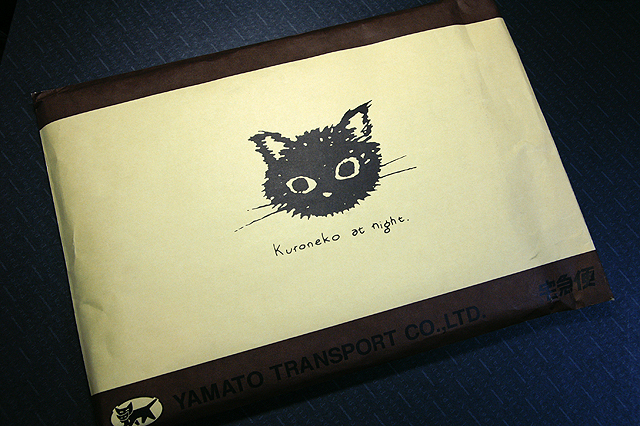 Kuroneko at night.
YAMATO TRANSPORT CO.,LTD.
宅急便